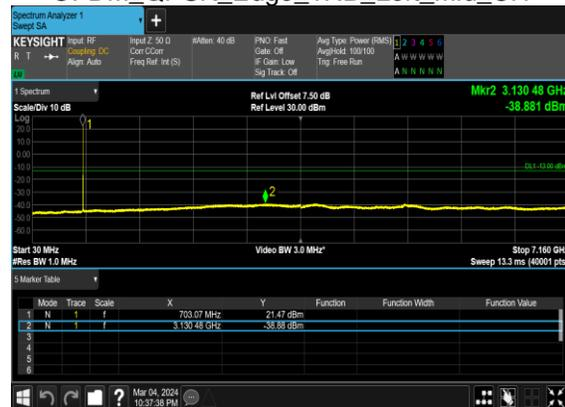 Spectrum Analyzer 1
Swept SA
KEYSIGHT Input: RF Input Z: 50 Ω #Atten: 40 dB PNO: Fast Avg Type: Power (RMS) 1 2 3 4 5 6
R T Coupling: DC Corr CCorr Gate: Off Avg|Hold: 100/100 A W W W W W
Align: Auto Freq Ref: Int (S) IF Gain: Low Trig: Free Run
LU Sig Track: Off A N N N N N
1 Spectrum Ref Lvl Offset 7.50 dB Mkr2 3.130 48 GHz
Scale/Div 10 dB Ref Level 30.00 dBm -38.881 dBm
Log
20.0
10.0
0.00
-10.0
-20.0
-30.0
-40.0
-50.0
-60.0
1
DL1 -13.00 dBm
2
Start 30 MHz Video BW 3.0 MHz* Stop 7.160 GHz
#Res BW 1.0 MHz Sweep 13.3 ms (40001 pts)
5 Marker Table
Mode Trace Scale X Y Function Function Width Function Value
1 N 1 f 703.07 MHz 21.47 dBm
2 N 1 f 3.130 48 GHz -38.88 dBm
3
4
5
6
? Mar 04, 2024
10:37:38 PM